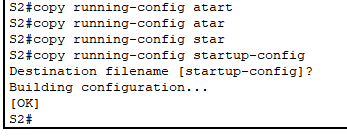 S2#copy running-config atart
S2#copy running-config atar
S2#copy running-config star
S2#copy running-config startup-config
Destination filename [startup-config]?
Building configuration...
[OK]
S2#